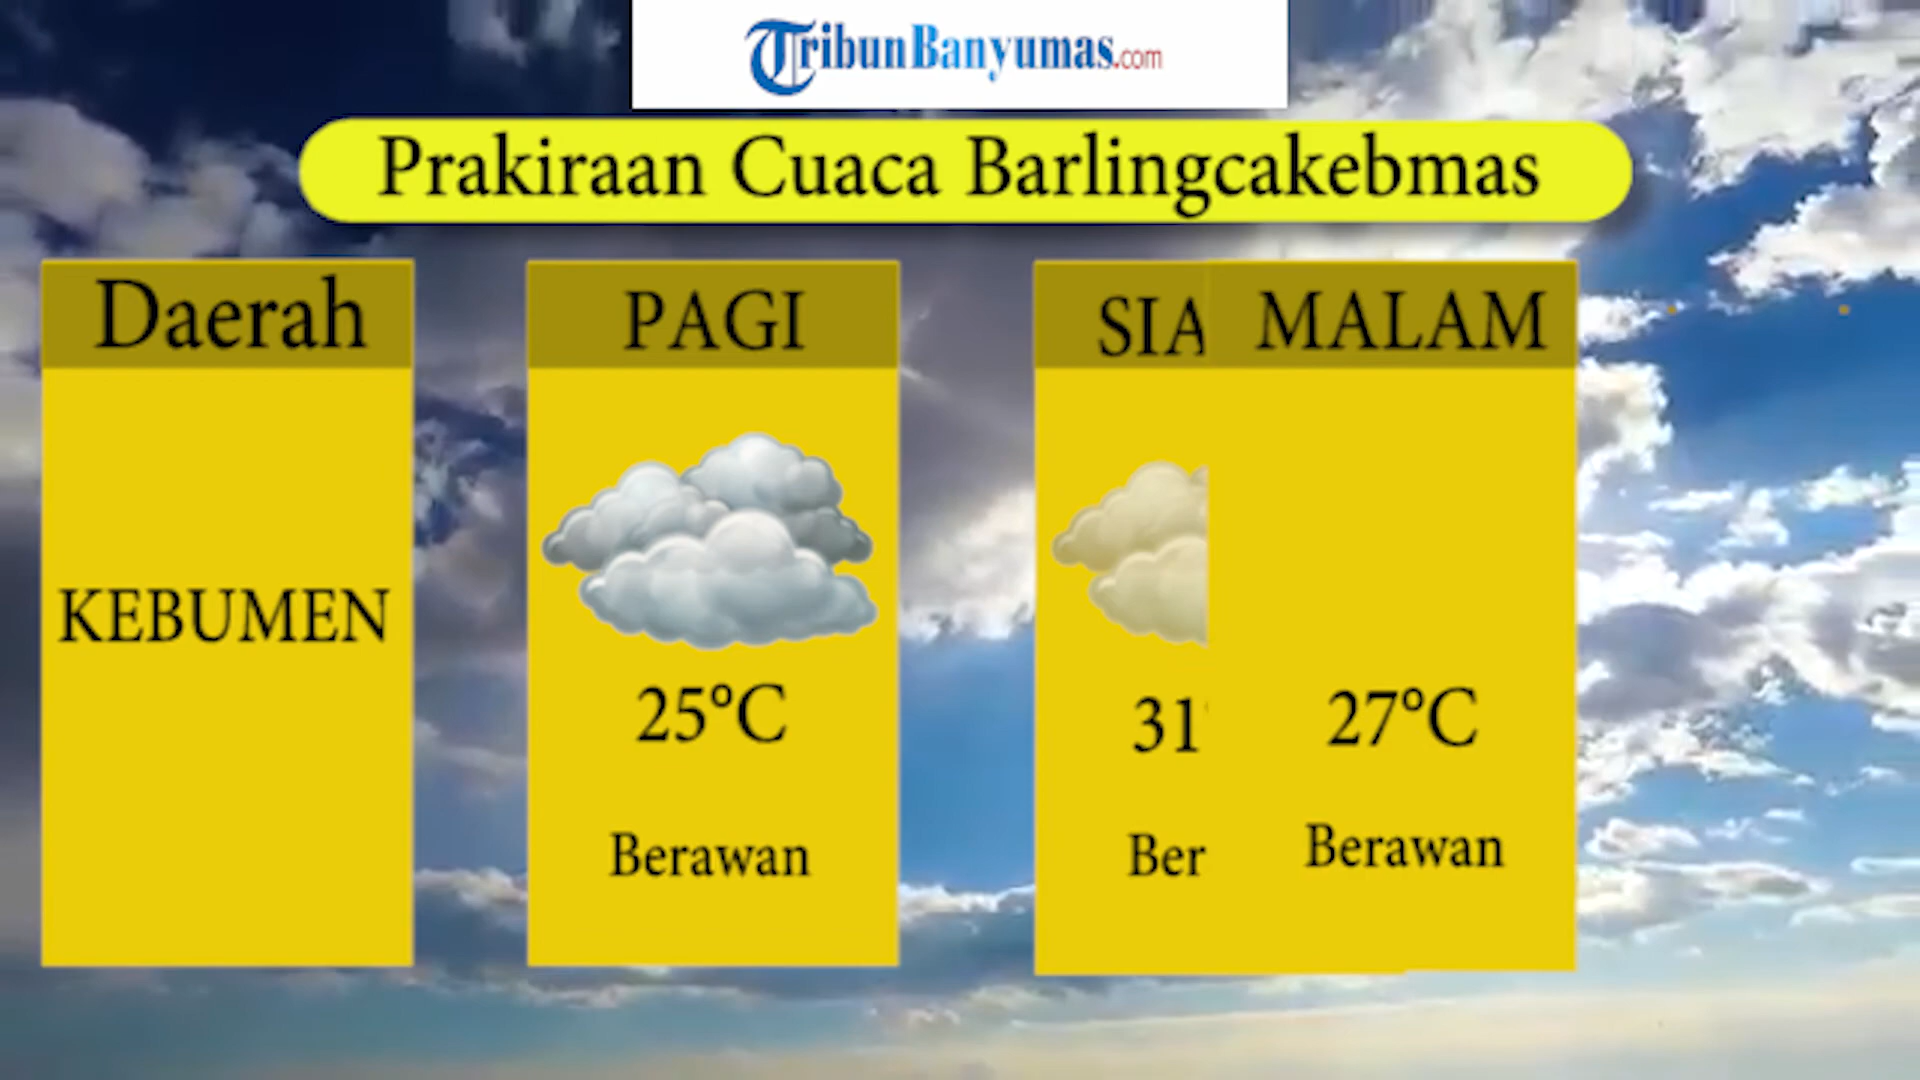 TribunBanyumas.com
Prakiraan Cuaca Barlingcakebmas
Daerah
KEBUMEN
PAGI
25°C
Berawan
SIA
31
Ber
MALAM
27°C
Berawan